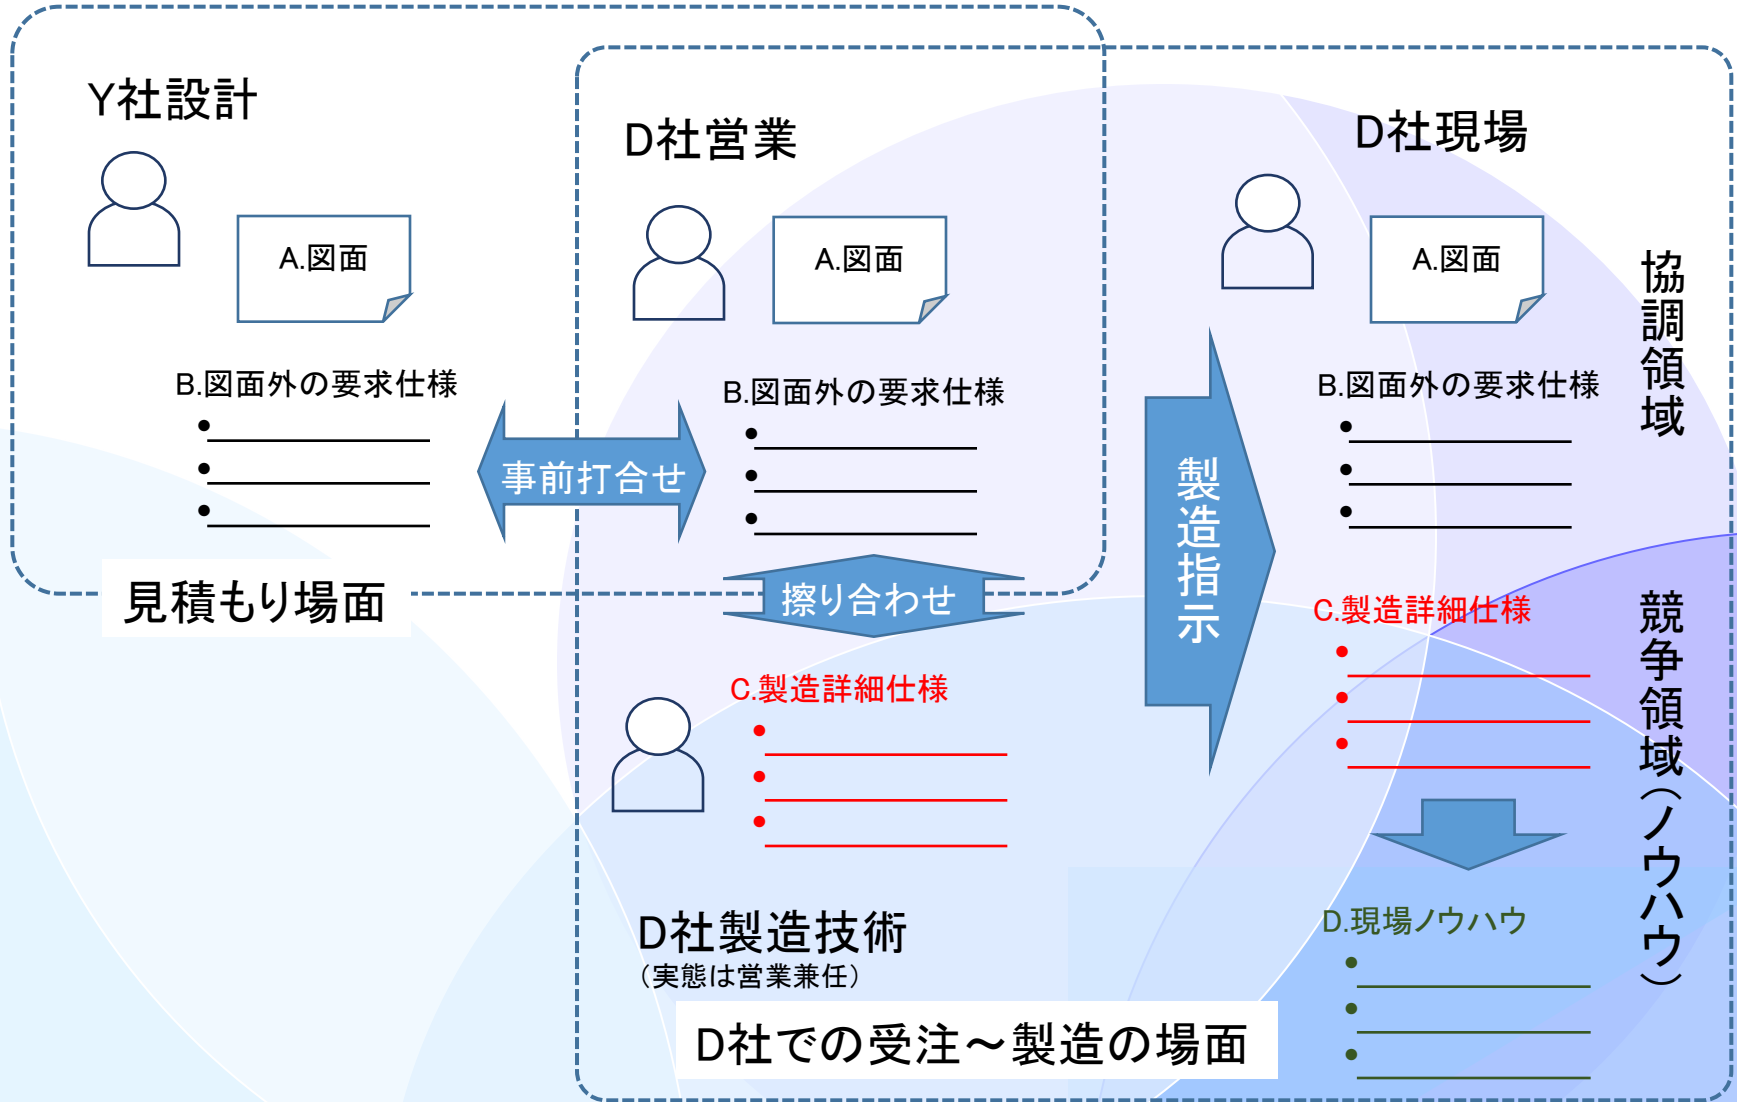 Y社設計
A.図面
B.図面外の要求仕様
事前打合せ
見積もり場面
D社営業
A.図面
B.図面外の要求仕様
擦り合わせ
C.製造詳細仕様
D社製造技術
（実態は営業兼任）
D社での受注～製造の場面
製造指示
D社現場
A.図面
B.図面外の要求仕様
C.製造詳細仕様
D.現場ノウハウ
協調領域
競争領域（ノウハウ）